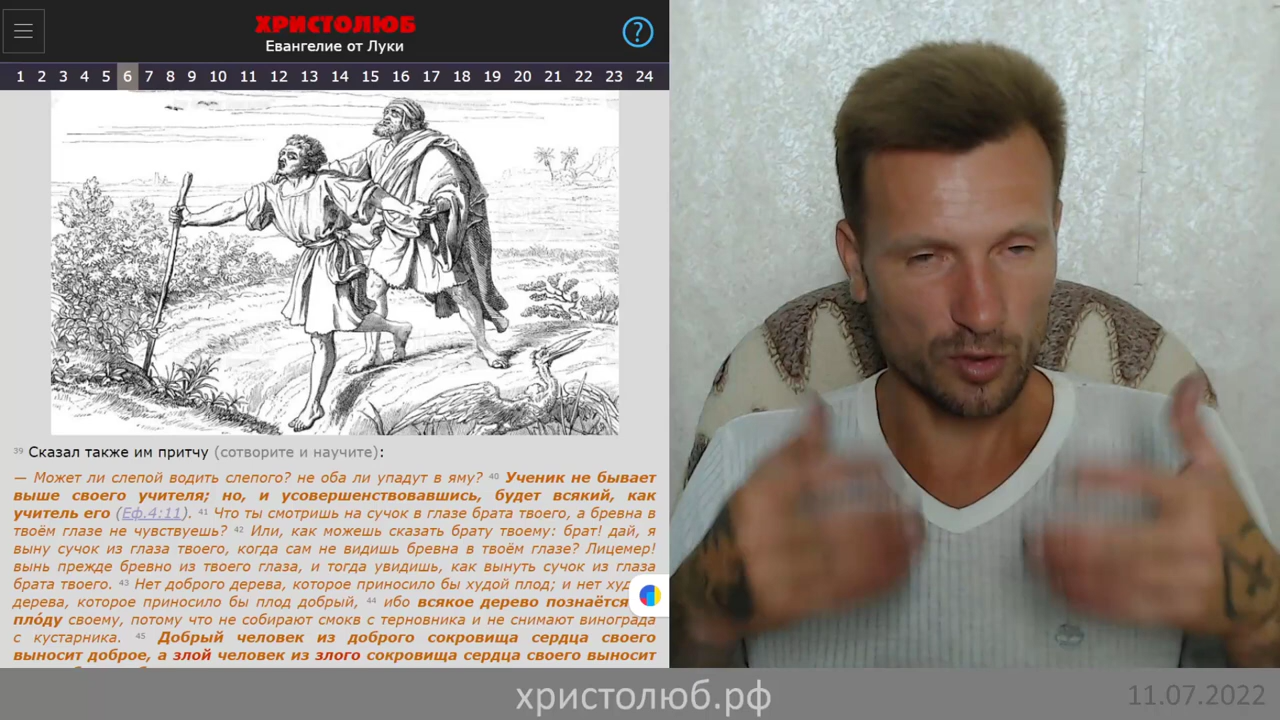 ХРИСТОЛЮБ
Евангелие от Луки
?
1 2 3 4 5 6 7 8 9 10 11 12 13 14 15 16 17 18 19 20 21 22 23 24
39 Сказал также им притчу (сотворите и научите):
— Может ли слепой водить слепого? не оба ли упадут в яму? 40 Ученик не бывает
выше своего учителя; но, и усовершенствовавшись, будет всякий, как
учитель его (Еф.4:11). 41 Что ты смотришь на сучок в глазе брата твоего, а бревна в
твоём глазе не чувствуешь? 42 Или, как можешь сказать брату твоему: брат! дай, я
выну сучок из глаза твоего, когда сам не видишь бревна в твоём глазе? Лицемер!
вынь прежде бревно из твоего глаза, и тогда увидишь, как вынуть сучок из глаза
брата твоего. 43 Нет доброго дерева, которое приносило бы худой плод; и нет
дерева, которое приносило бы плод добрый, 44 ибо всякое дерево познаётся
пло́ду своему, потому что не собирают смокв с терновника и не снимают винограда
с кустарника. 45 Добрый человек из доброго сокровища сердца своего
выносит доброе, а злой человек из злого сокровища сердца своего выносит
христолюб.рф
11.07.2022